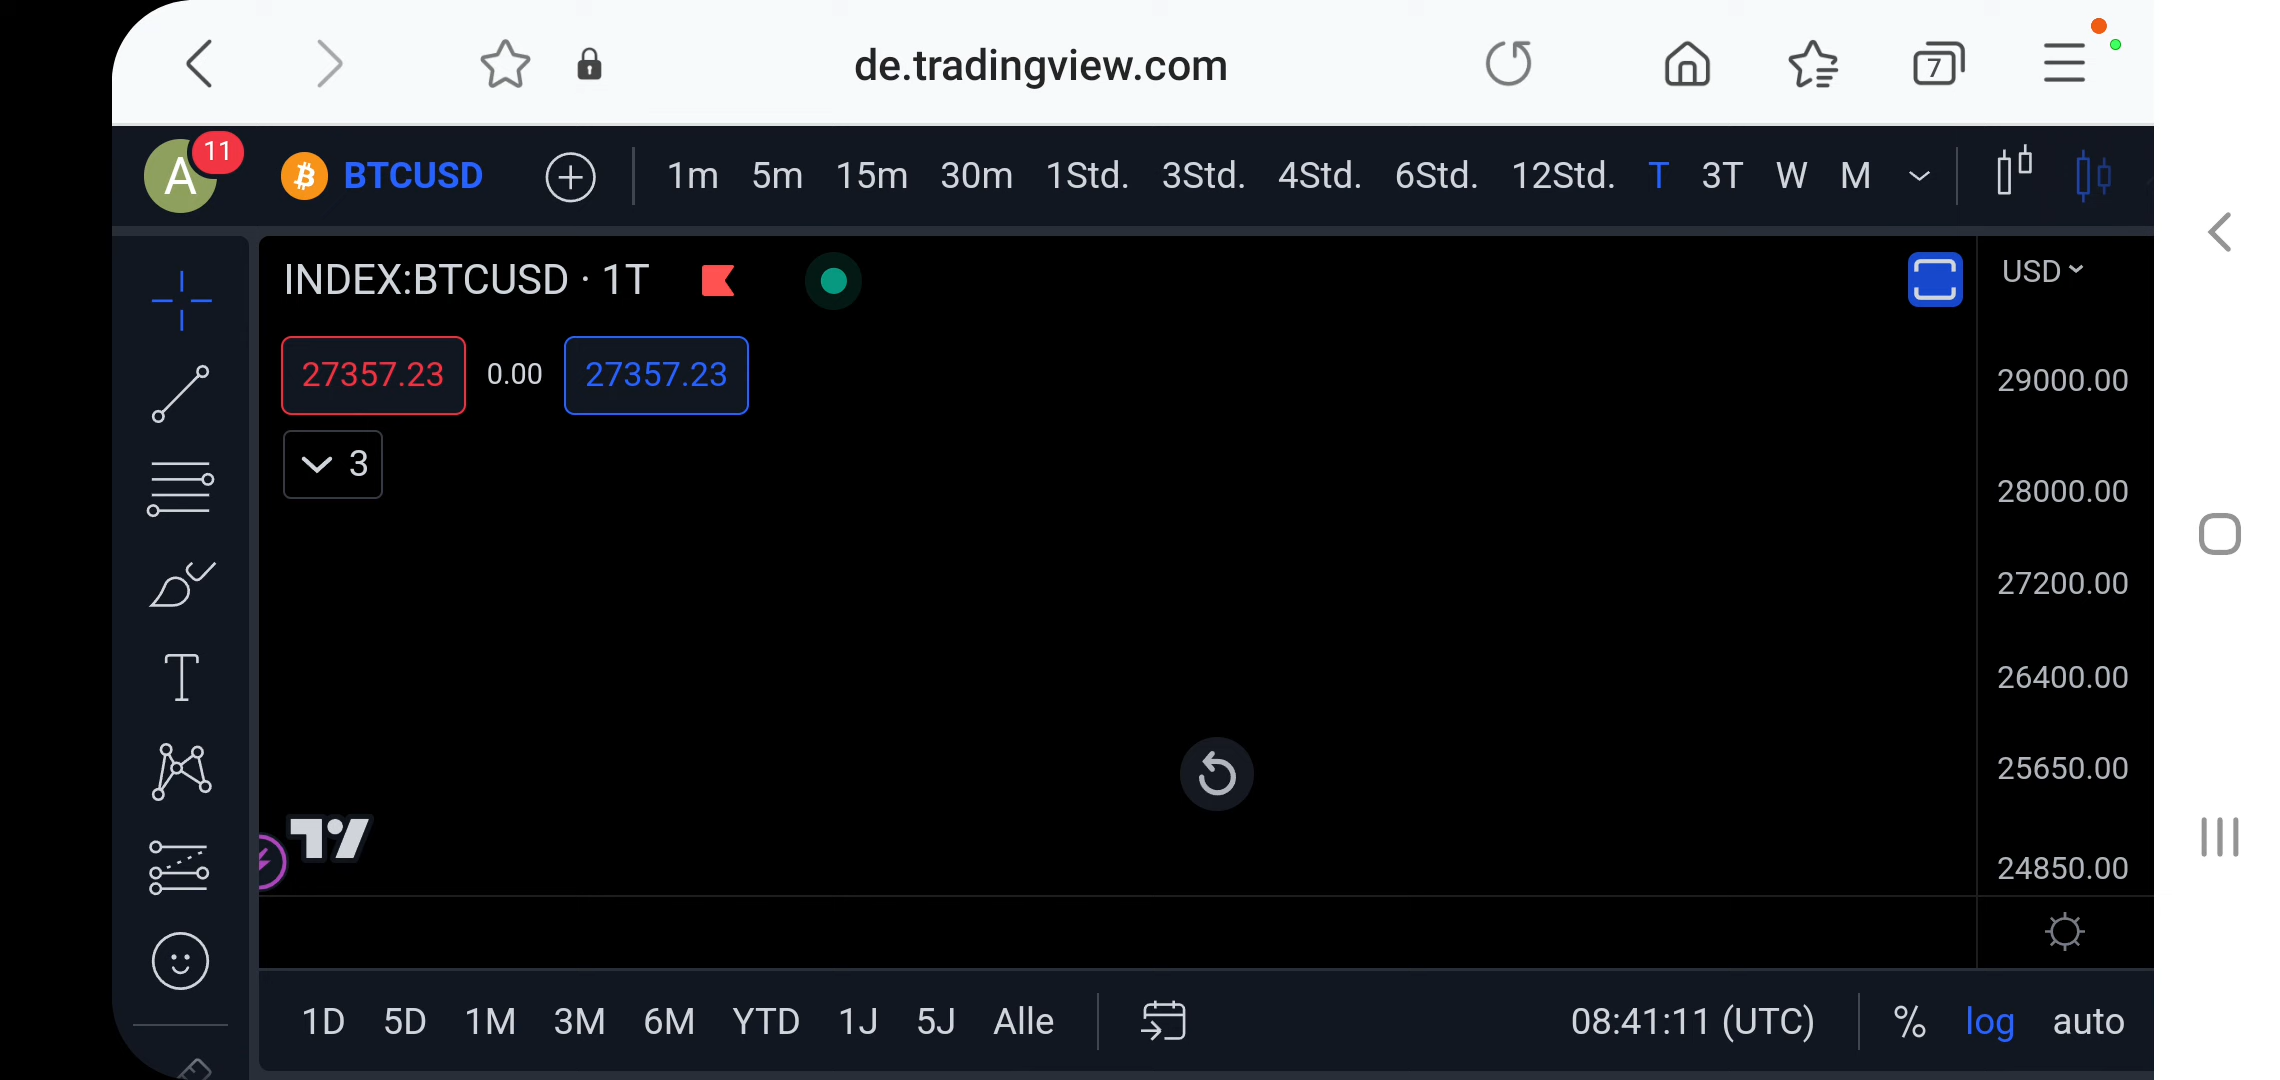 de.tradingview.com
7
A 11 BTCUSD 1m 5m 15m 30m 1Std. 3Std. 4Std. 6Std. 12Std. T 3T W M
INDEX:BTCUSD · 1T
USD
27357.23 0.00 27357.23
3
29000.00
28000.00
27200.00
26400.00
25650.00
24850.00
T
1D 5D 1M 3M 6M YTD 1J 5J Alle 08:41:11 (UTC) % log auto